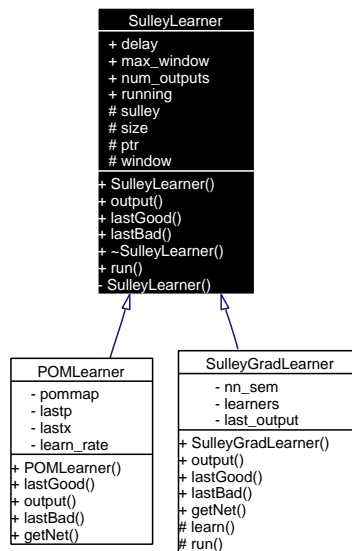 SulleyLearner
+ delay
+ max_window
+ num_outputs
+ running
# sulley
# size
# ptr
# window
+ SulleyLearner()
+ output()
+ lastGood()
+ lastBad()
+ ~SulleyLearner()
+ run()
- SulleyLearner()
POMLearner
- pommap
- lastp
- lastx
- learn_rate
+ POMLearner()
+ lastGood()
+ output()
+ lastBad()
+ getNet()
SulleyGradLearner
- nn_sem
- learners
- last_output
+ SulleyGradLearner()
+ output()
+ lastGood()
+ lastBad()
+ getNet()
# learn()
# run()